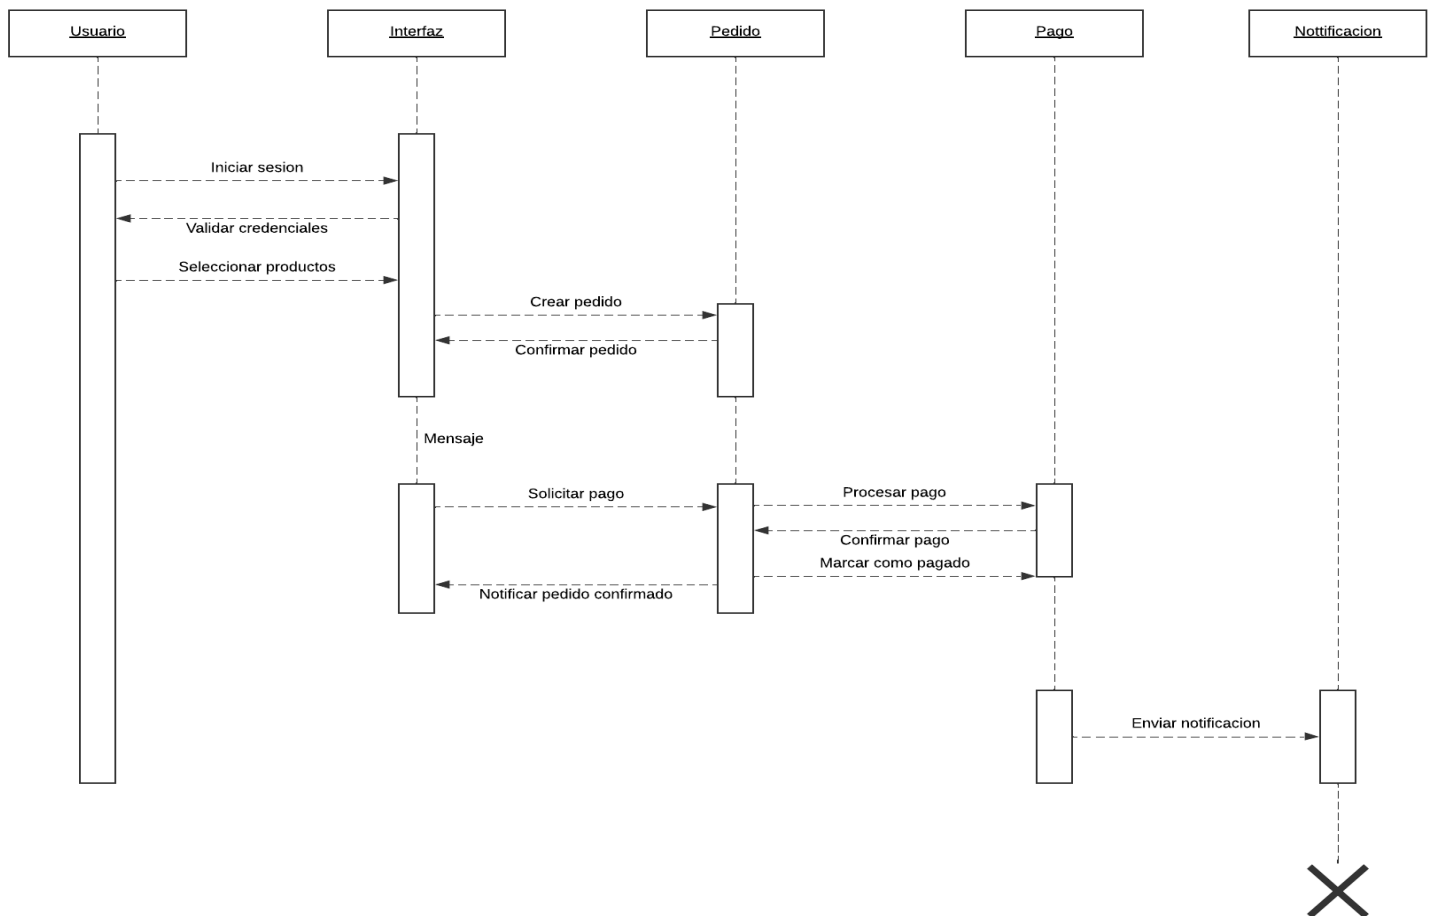 Usuario
Interfaz
Pedido
Pago
Nottificacion
Iniciar sesion
Validar credenciales
Seleccionar productos
Crear pedido
Confirmar pedido
Mensaje
Solicitar pago
Procesar pago
Confirmar pago
Marcar como pagado
Notificar pedido confirmado
Enviar notificacion